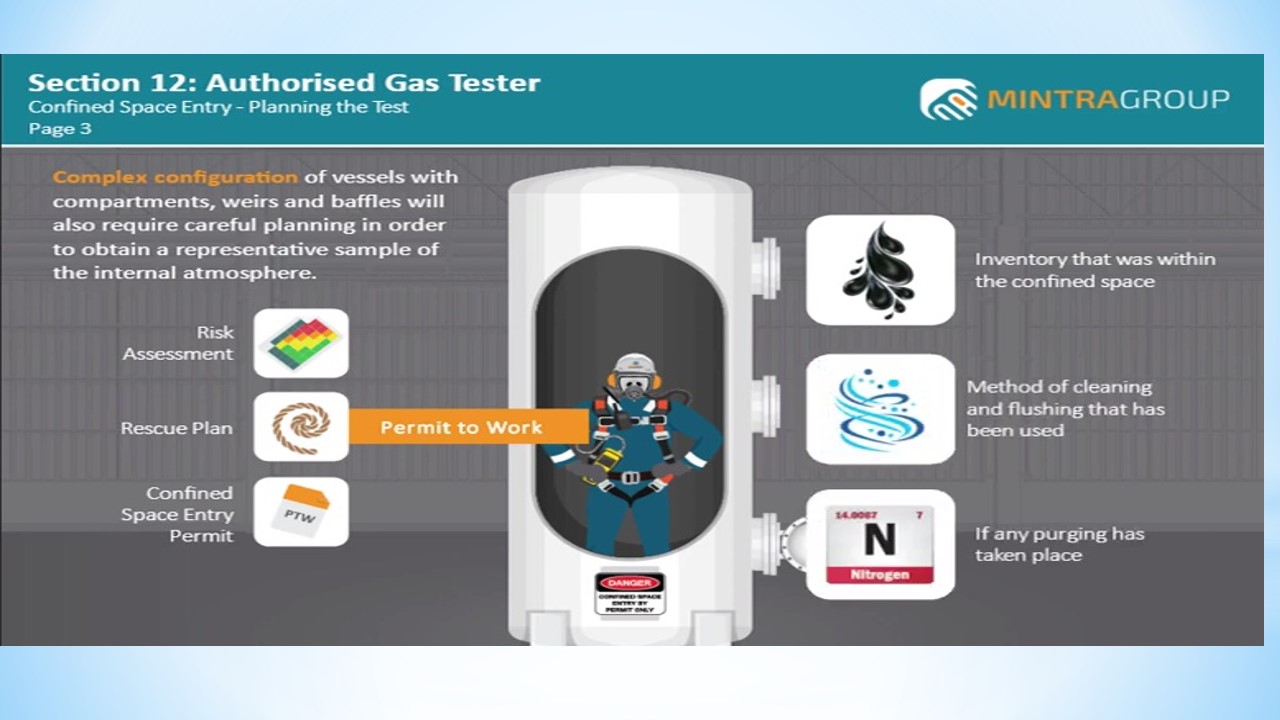 Section 12: Authorised Gas Tester
Confined Space Entry - Planning the Test
Page 3
MINTRAGROUP
Complex configuration of vessels with
compartments, weirs and baffles will
also require careful planning in order
to obtain a representative sample of
the internal atmosphere.
Risk
Assessment
Rescue Plan
Confined
Space Entry
Permit
PTW
Permit to Work
DANGER
CONFINED SPACE
ENTRY BY
PERMIT ONLY
Inventory that was within
the confined space
Method of cleaning
and flushing that has
been used
14.0067 7
N
Nitrogen
If any purging has
taken place